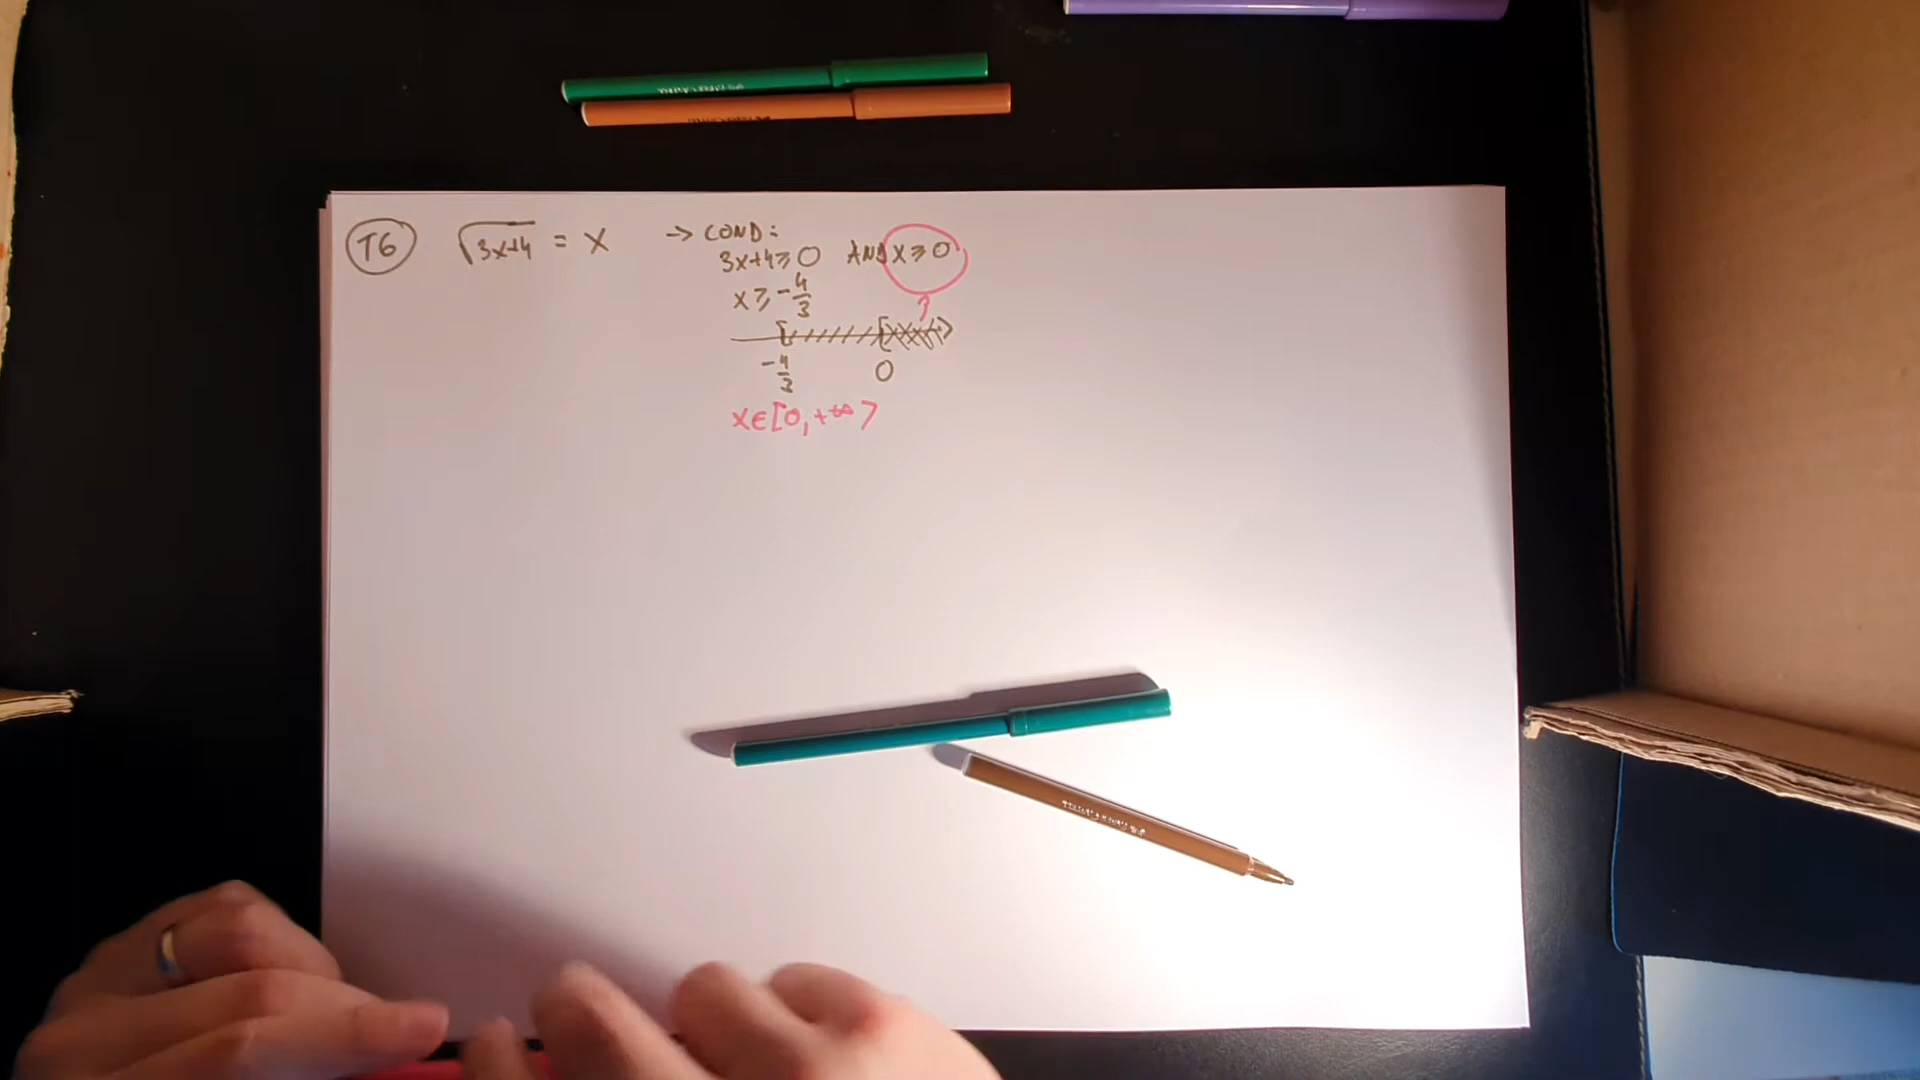 T6 √3x+4 = x → COND:
3x+4≥0 AND x≥0
x≥-4/3
-4/3 0
x∈[0,+∞>